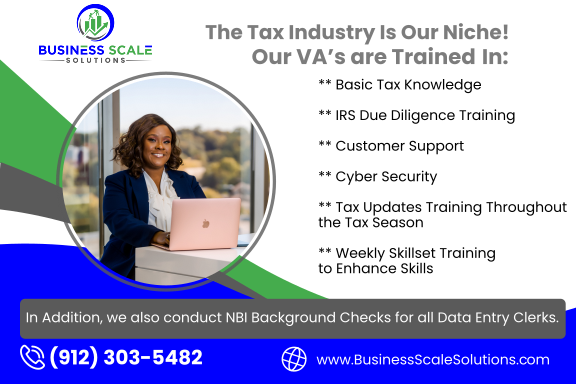 BUSINESS SCALE
SOLUTIONS
The Tax Industry Is Our Niche!
Our VA's are Trained In:
** Basic Tax Knowledge
** IRS Due Diligence Training
** Customer Support
** Cyber Security
** Tax Updates Training Throughout
the Tax Season
** Weekly Skillset Training
to Enhance Skills
In Addition, we also conduct NBI Background Checks for all Data Entry Clerks.
(912) 303-5482
www.BusinessScaleSolutions.com